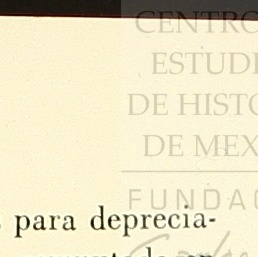 CENTRO
ESTUDI
DE HISTO
DE MEX
FUNDAC
para deprecia-